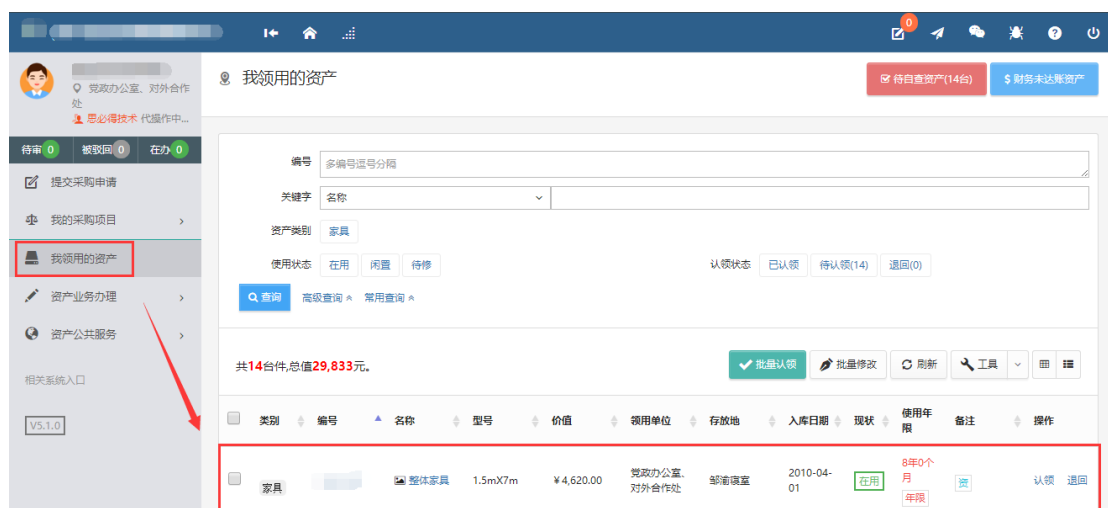 0
党政办公室、对外合作
处
思必得技术 代操作中...
待审 0 被驳回 0 在办 0
提交采购申请
我的采购项目
我领用的资产
资产业务办理
资产公共服务
相关系统入口
V5.1.0
我领用的资产
待自查资产(14台) $ 财务未达账资产
编号 多编号逗号分隔
关键字 名称
资产类别 家具
使用状态 在用 闲置 待修 认领状态 已认领 待认领(14) 退回(0)
查询 高级查询 常用查询
共14台件,总值29,833元。
批量认领 批量修改 刷新 工具
类别 编号 名称 型号 价值 领用单位 存放地 入库日期 现状 使用年
限 备注 操作
家具 整体家具 1.5mX7m ¥4,620.00 党政办公室、
对外合作处 邹渝寝室 2010-04-
01 在用 8年0个
月
年限 资 认领 退回